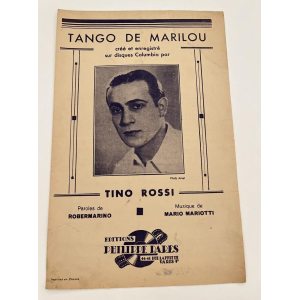 TANGO DE MARILOU
créé et enregistré
sur disques Columbia par
TINO ROSSI
Paroles de
ROBERMARINO
Musique de
MARIO MARIOTTI
EDITIONS
PHILIPPE PARES
PARIS